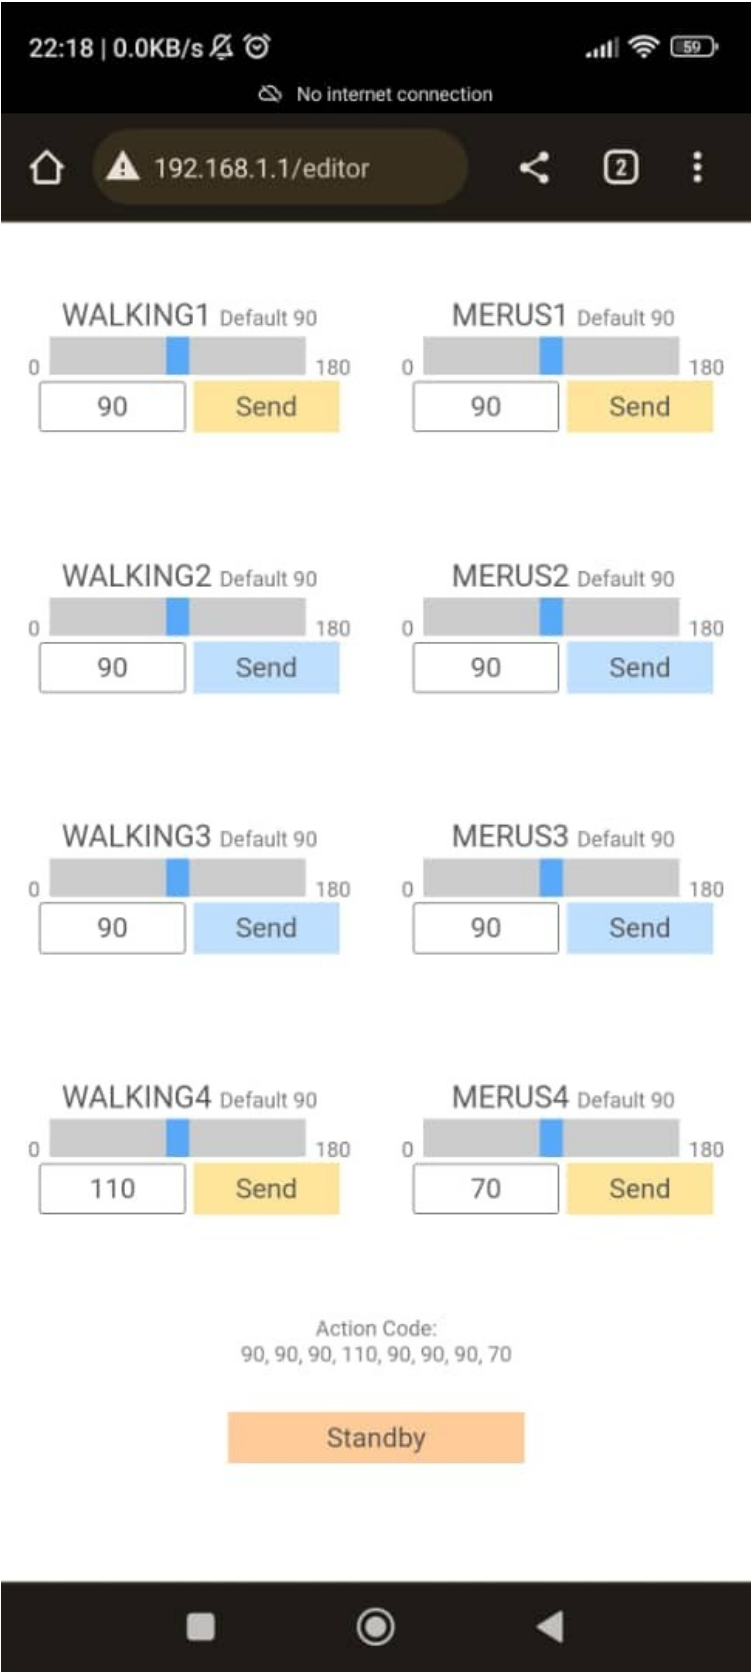 22:18 | 0.0KB/s
59
No internet connection
192.168.1.1/editor
2
WALKING1 Default 90
0
180
90
Send
MERUS1 Default 90
0
180
90
Send
WALKING2 Default 90
0
180
90
Send
MERUS2 Default 90
0
180
90
Send
WALKING3 Default 90
0
180
90
Send
MERUS3 Default 90
0
180
90
Send
WALKING4 Default 90
0
180
110
Send
MERUS4 Default 90
0
180
70
Send
Action Code:
90, 90, 90, 110, 90, 90, 90, 70
Standby